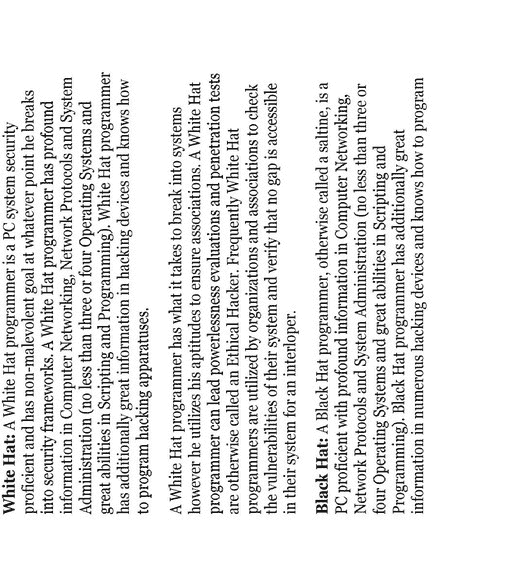 White Hat: A White Hat programmer is a PC system security
proficient and has non-malevolent goal at whatever point he breaks
into security frameworks. A White Hat programmer has profound
information in Computer Networking, Network Protocols and System
Administration (no less than three or four Operating Systems and
great abilities in Scripting and Programming). White Hat programmer
has additionally great information in hacking devices and knows how
to program hacking apparatuses.
A White Hat programmer has what it takes to break into systems
however he utilizes his aptitudes to ensure associations. A White Hat
programmer can lead powerlessness evaluations and penetration tests
are otherwise called an Ethical Hacker. Frequently White Hat
programmers are utilized by organizations and associations to check
the vulnerabilities of their system and verify that no gap is accessible
in their system for an interloper.
Black Hat: A Black Hat programmer, otherwise called a saltine, is a
PC proficient with profound information in Computer Networking,
Network Protocols and System Administration (no less than three or
four Operating Systems and great abilities in Scripting and
Programming). Black Hat programmer has additionally great
information in numerous hacking devices and knows how to program